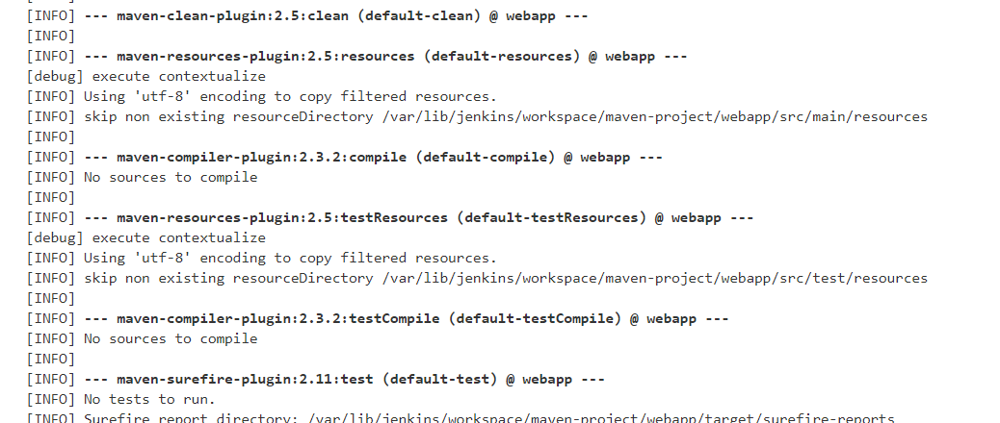 [INFO] --- maven-clean-plugin:2.5:clean (default-clean) @ webapp ---
[INFO]
[INFO] --- maven-resources-plugin:2.5:resources (default-resources) @ webapp ---
[debug] execute contextualize
[INFO] Using 'utf-8' encoding to copy filtered resources.
[INFO] skip non existing resourceDirectory /var/lib/jenkins/workspace/maven-project/webapp/src/main/resources
[INFO]
[INFO] --- maven-compiler-plugin:2.3.2:compile (default-compile) @ webapp ---
[INFO] No sources to compile
[INFO]
[INFO] --- maven-resources-plugin:2.5:testResources (default-testResources) @ webapp ---
[debug] execute contextualize
[INFO] Using 'utf-8' encoding to copy filtered resources.
[INFO] skip non existing resourceDirectory /var/lib/jenkins/workspace/maven-project/webapp/src/test/resources
[INFO]
[INFO] --- maven-compiler-plugin:2.3.2:testCompile (default-testCompile) @ webapp ---
[INFO] No sources to compile
[INFO]
[INFO] --- maven-surefire-plugin:2.11:test (default-test) @ webapp ---
[INFO] No tests to run.
[INFO] Surefire report directory: /var/lib/jenkins/workspace/maven-project/webapp/target/surefire-reports